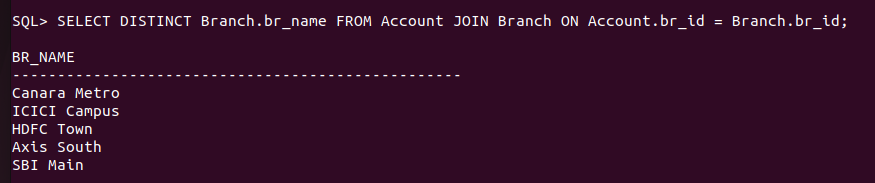 SQL> SELECT DISTINCT Branch.br_name FROM Account JOIN Branch ON Account.br_id = Branch.br_id;
BR_NAME
--------------------------------------------------
Canara Metro
ICICI Campus
HDFC Town
Axis South
SBI Main